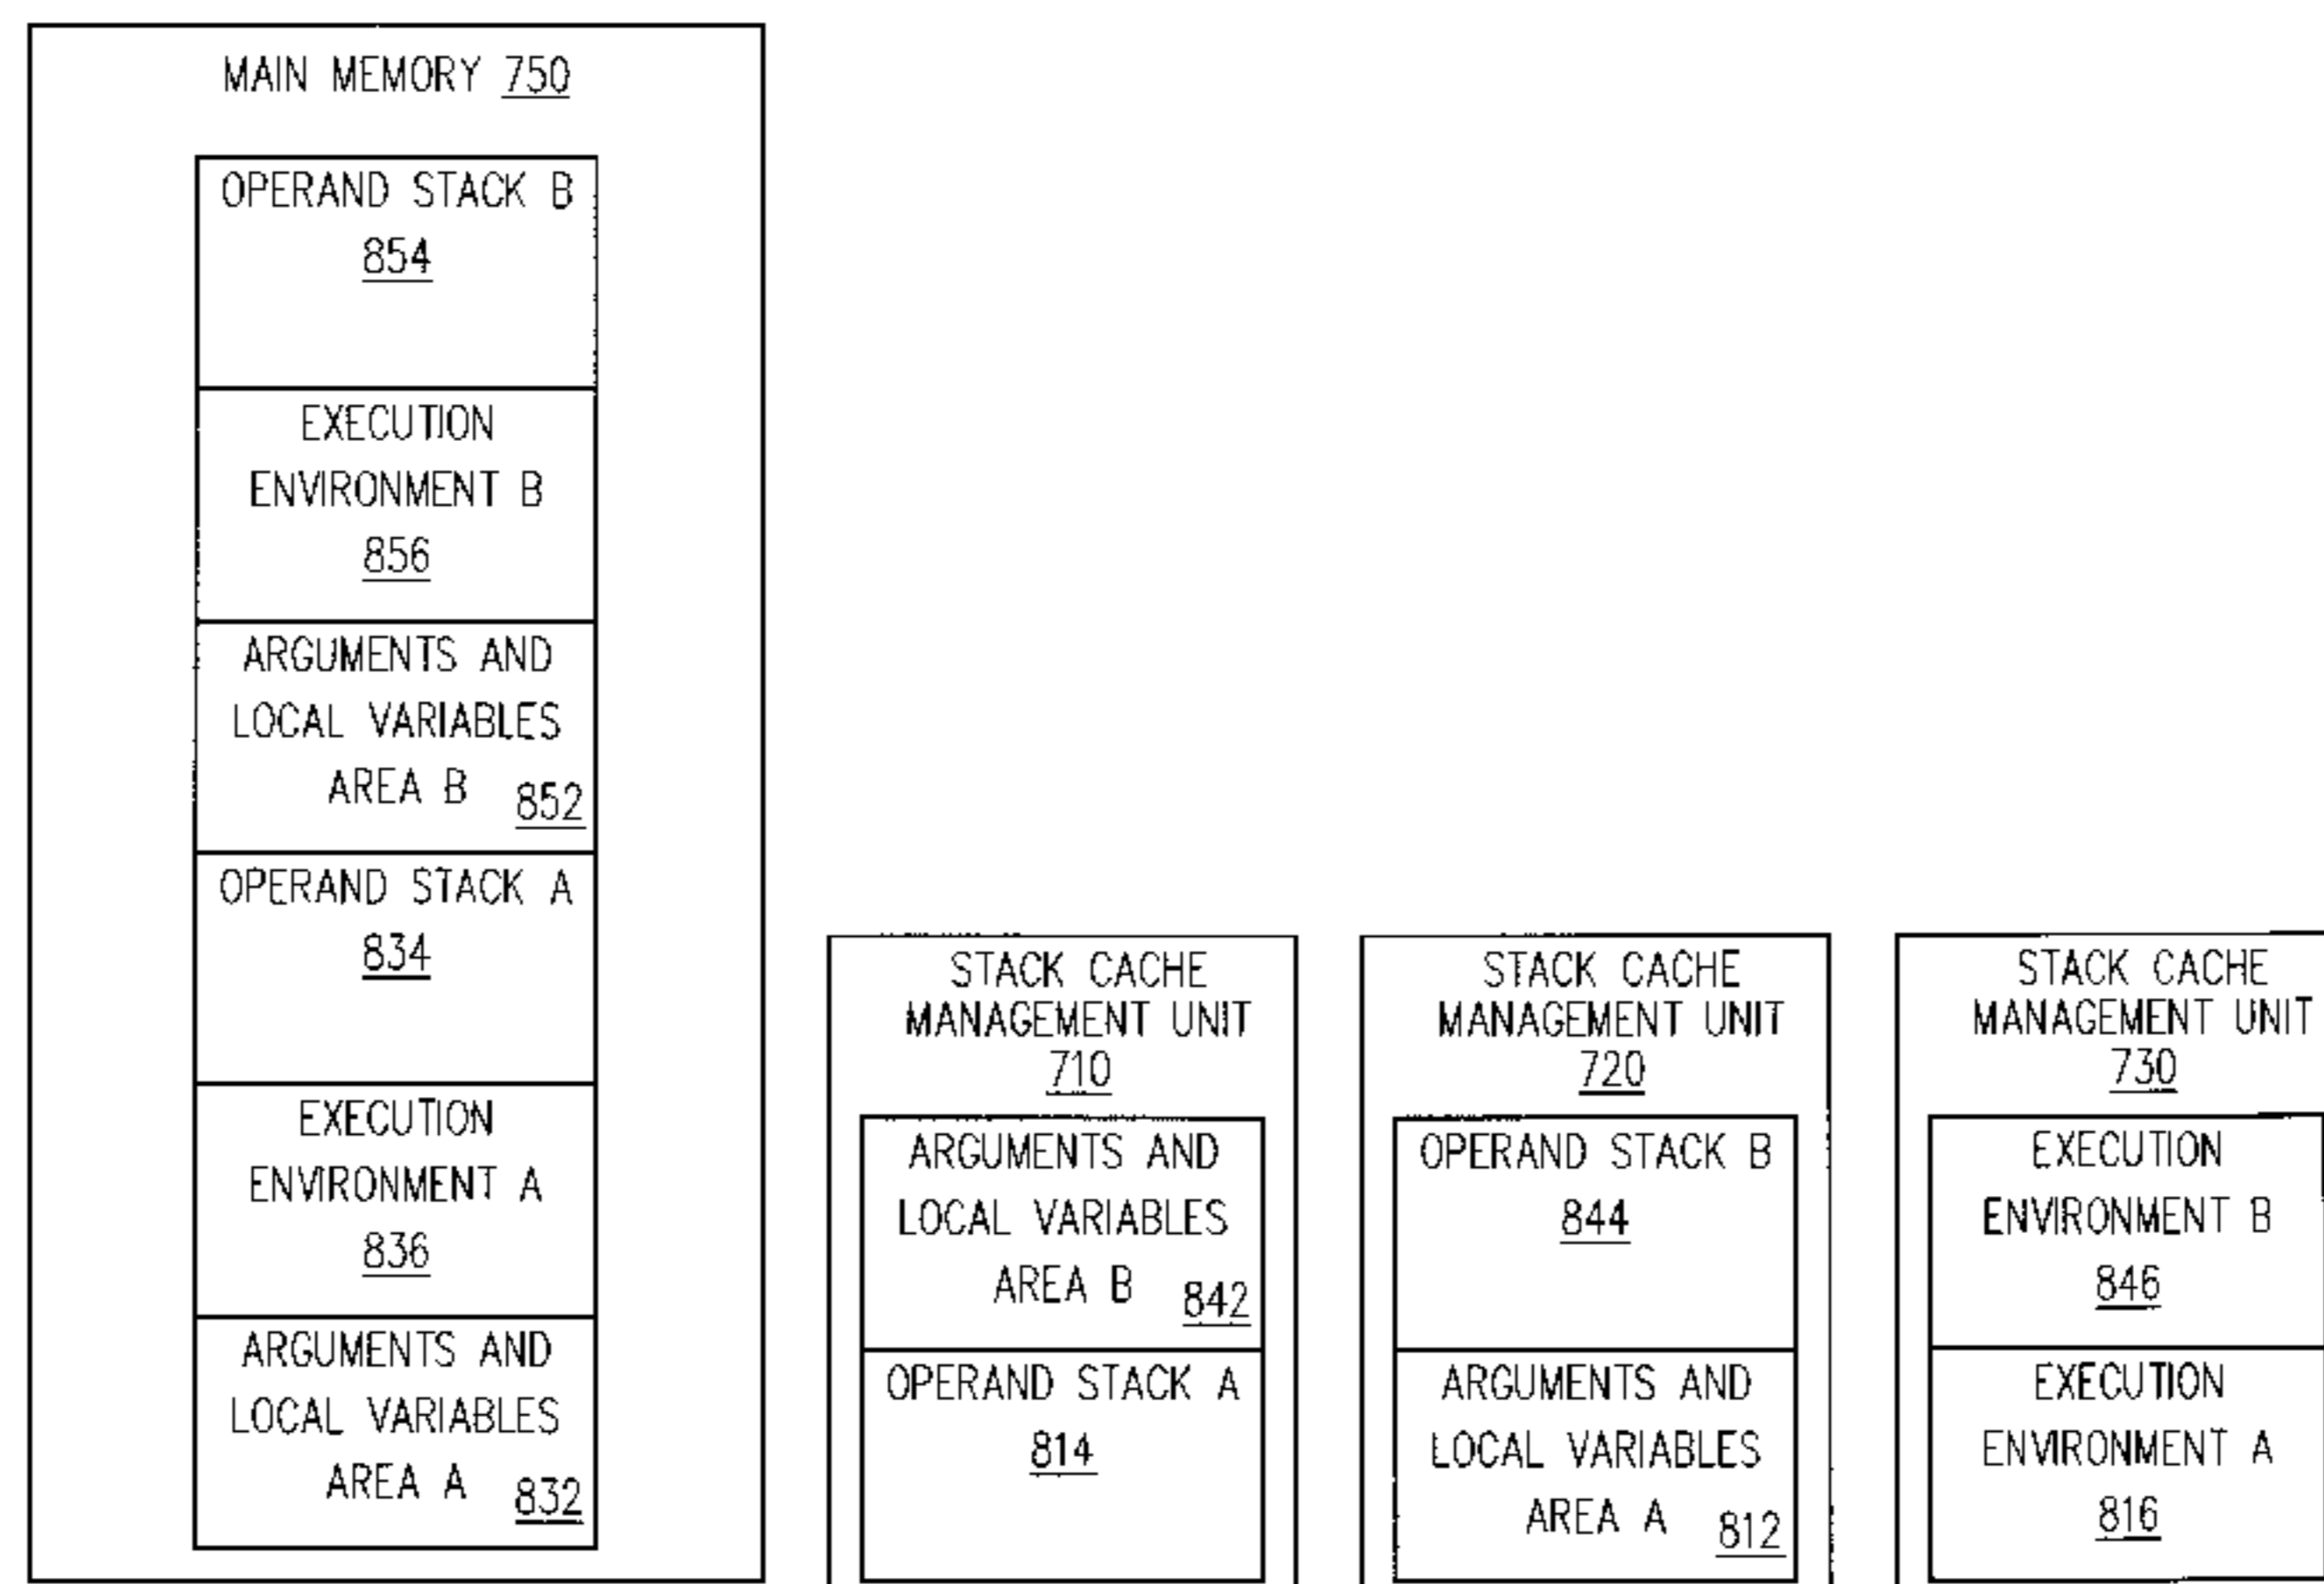 MAIN MEMORY 750
OPERAND STACK B
854
EXECUTION
ENVIRONMENT B
856
ARGUMENTS AND
LOCAL VARIABLES
AREA B 852
OPERAND STACK A
834
EXECUTION
ENVIRONMENT A
836
ARGUMENTS AND
LOCAL VARIABLES
AREA A 832
STACK CACHE
MANAGEMENT UNIT
710
ARGUMENTS AND
LOCAL VARIABLES
AREA B 842
OPERAND STACK A
814
STACK CACHE
MANAGEMENT UNIT
720
OPERAND STACK B
844
ARGUMENTS AND
LOCAL VARIABLES
AREA A 812
STACK CACHE
MANAGEMENT UNIT
730
EXECUTION
ENVIRONMENT B
846
EXECUTION
ENVIRONMENT A
816